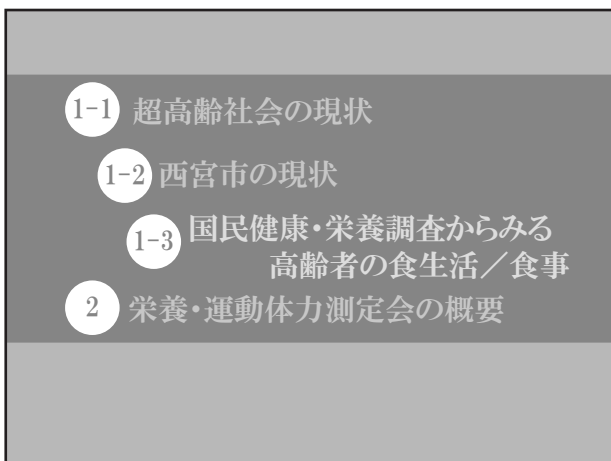 1-1 超高齢社会の現状
1-2 西宮市の現状
1-3 国民健康・栄養調査からみる
高齢者の食生活／食事
2 栄養・運動体力測定会の概要